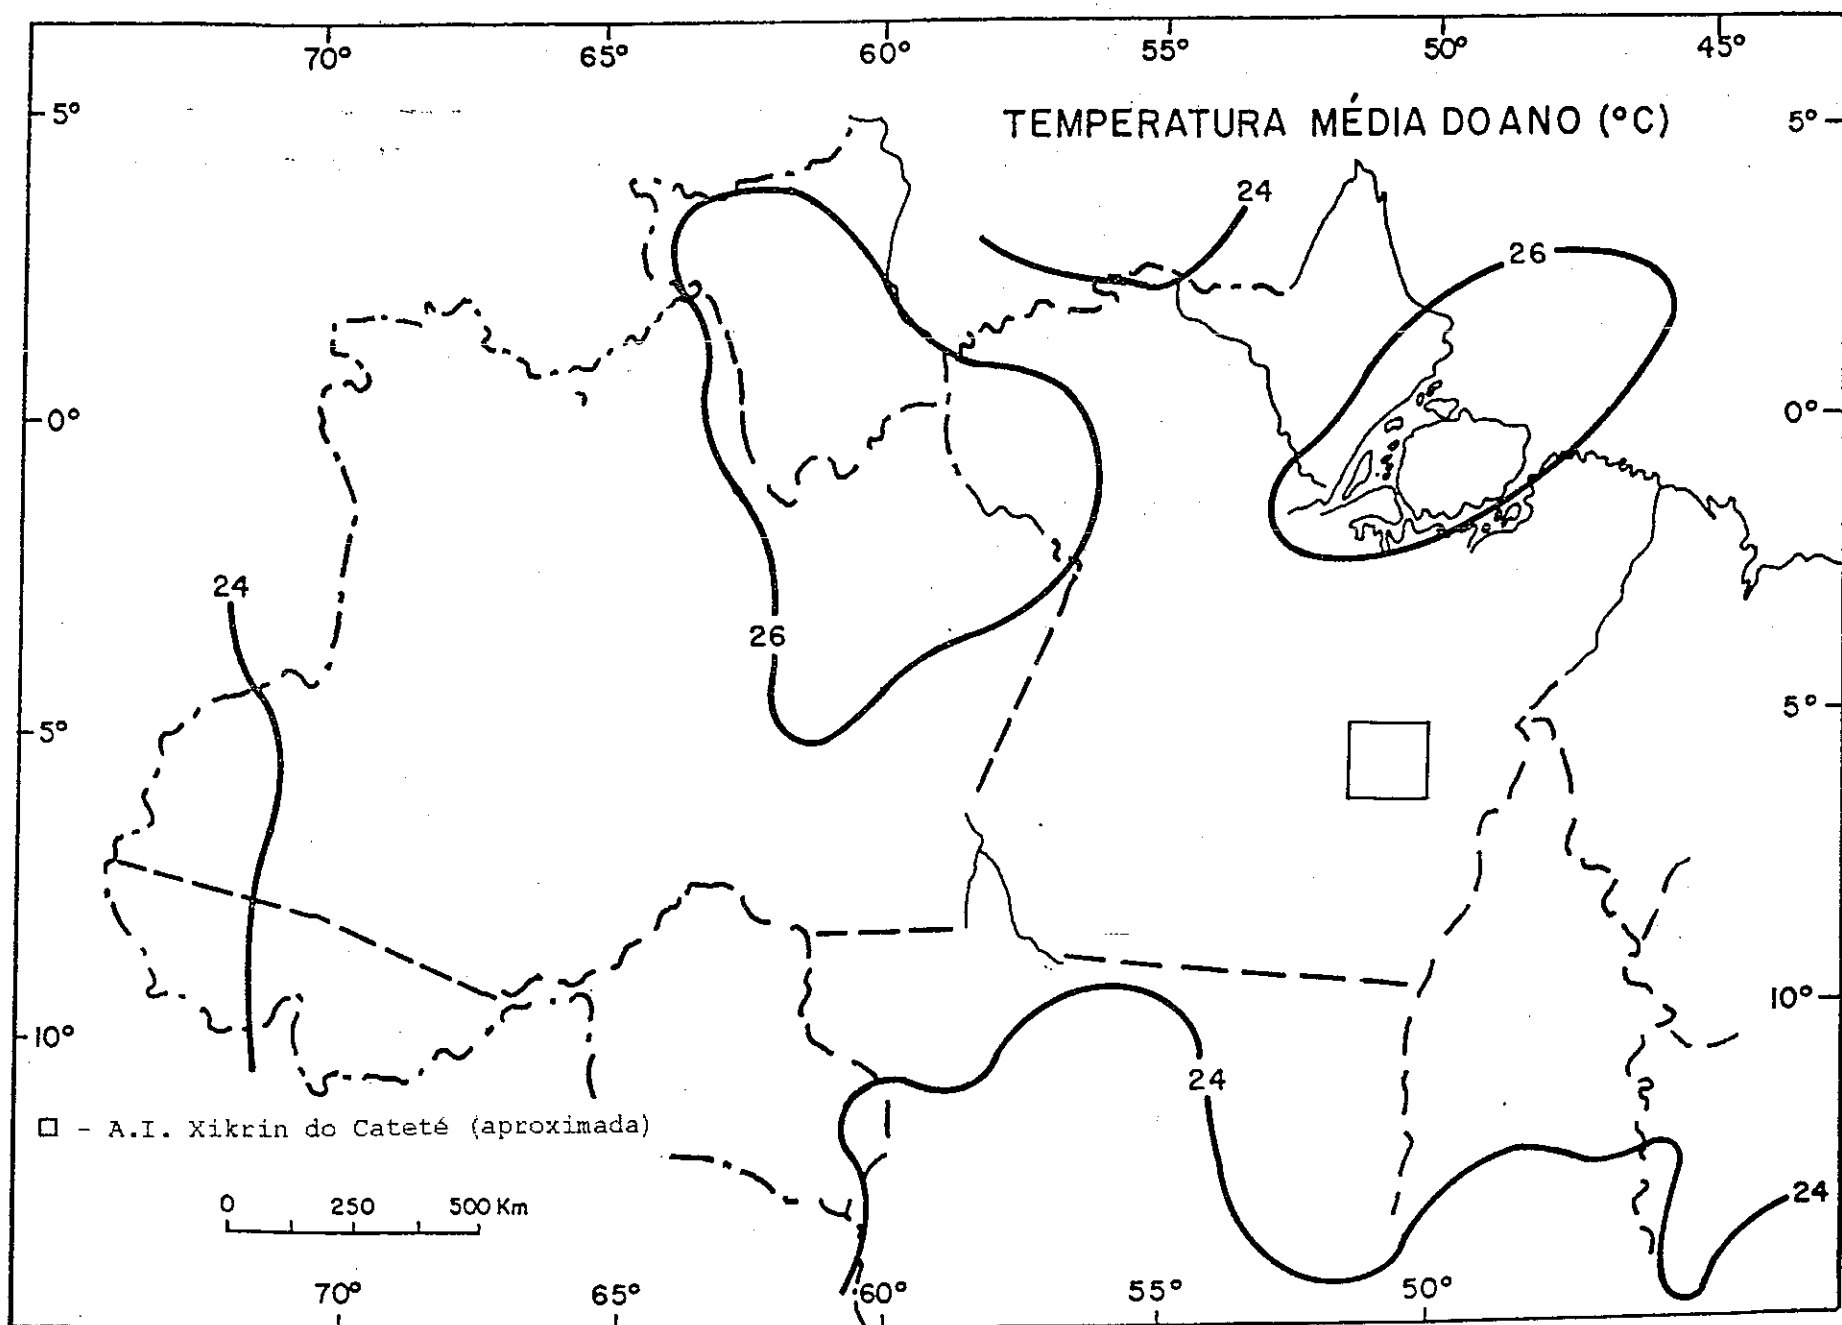 70° 65° 60° 55° 50° 45°
5° TEMPERATURA MÉDIA DO ANO (°C) 5°
24
26
0° 0°
24
26
5° 5°
10°
10°
24
□ - A.I. Xikrin do Cateté (aproximada)
24
0 250 500 Km
70° 65° 60° 55° 50°